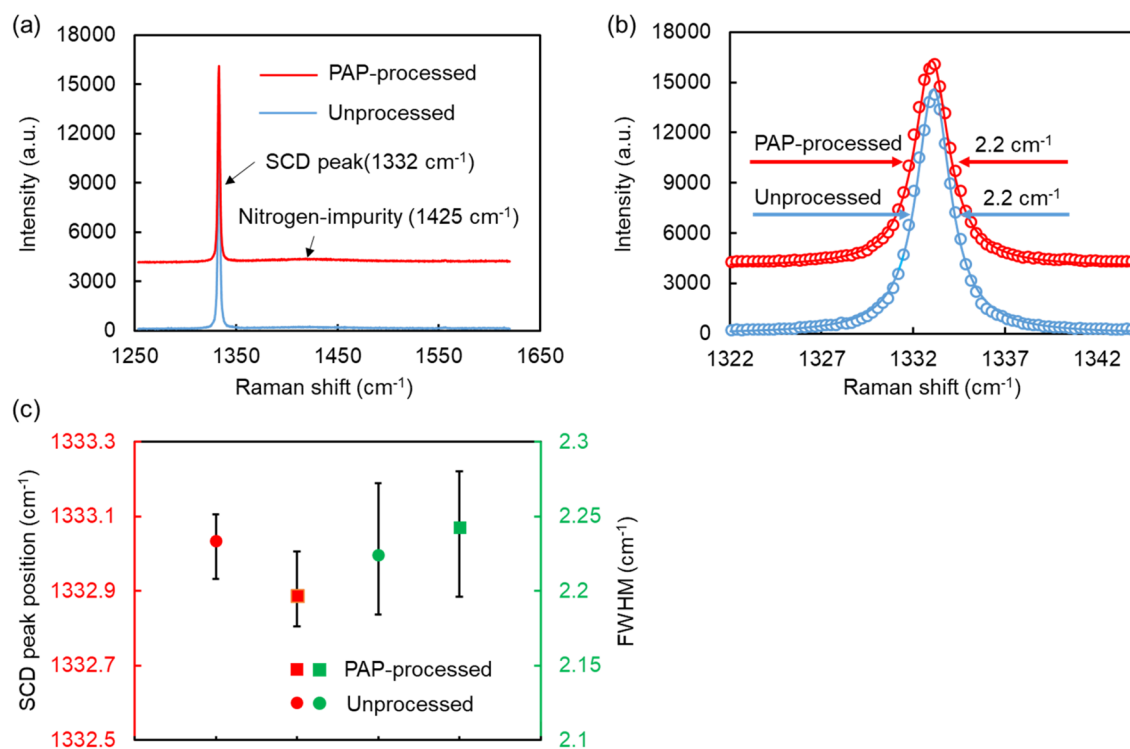 (a)
18000
15000
12000
9000
6000
3000
0
Intensity (a.u.)
PAP-processed
Unprocessed
SCD peak(1332 cm⁻¹)
Nitrogen-impurity (1425 cm⁻¹)
1250 1350 1450 1550 1650
Raman shift (cm⁻¹)
(b)
18000
15000
12000
9000
6000
3000
0
Intensity (a.u.)
PAP-processed 2.2 cm⁻¹
Unprocessed 2.2 cm⁻¹
1322 1327 1332 1337 1342
Raman shift (cm⁻¹)
(c)
1333.3
1333.1
1332.9
1332.7
1332.5
SCD peak position (cm⁻¹)
PAP-processed
Unprocessed
2.3
2.25
2.2
2.15
2.1
FWHM (cm⁻¹)